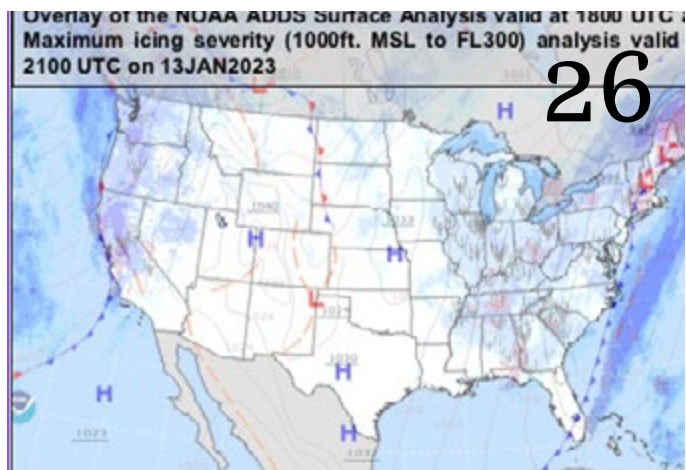 Overlay of the NOAA ADDS Surface Analysis valid at 1800 UTC a
Maximum icing severity (1000ft. MSL to FL300) analysis valid
2100 UTC on 13JAN2023
26
H
L
H
L
L
1040
H
H
L
1030
H
H
H
1023